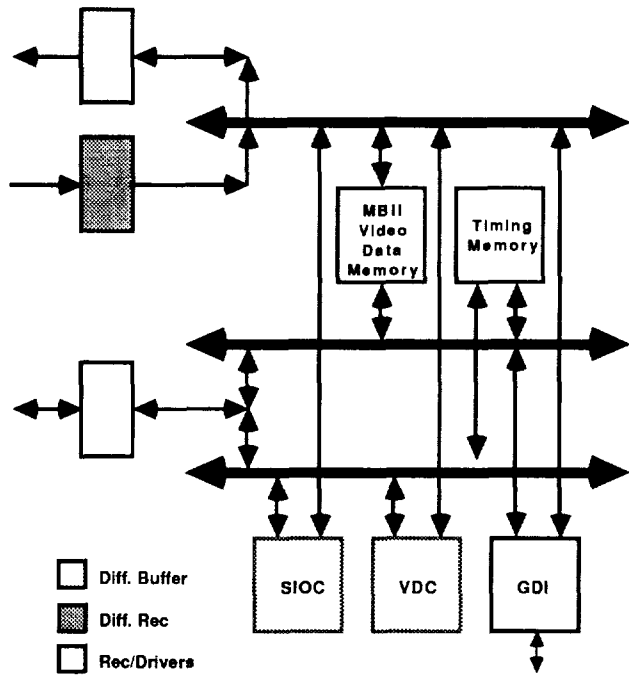 MBII
Video
Data
Memory
Timing
Memory
SIOC
VDC
GDI
Diff. Buffer
Diff. Rec
Rec/Drivers